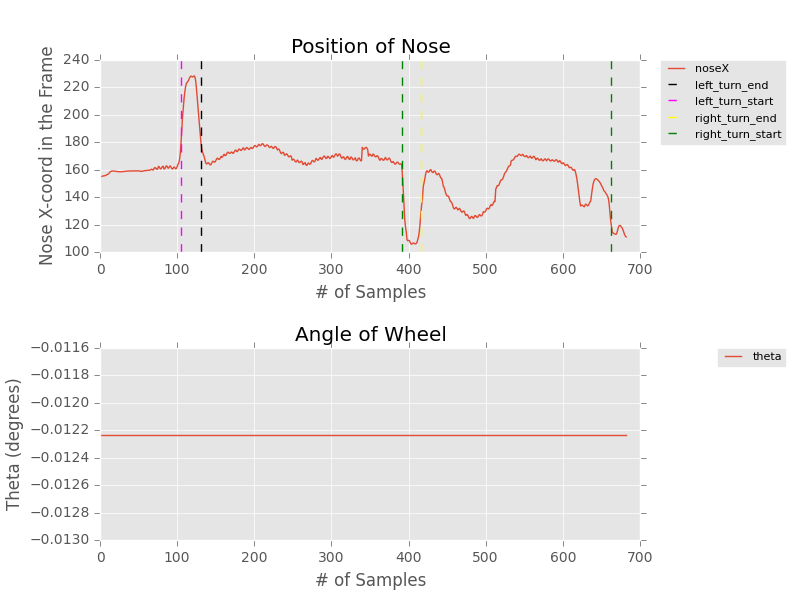 Position of Nose
Nose X-coord in the Frame
240
220
200
180
160
140
120
100
0 100 200 300 400 500 600 700
# of Samples
noseX
left_turn_end
left_turn_start
right_turn_end
right_turn_start
Angle of Wheel
Theta (degrees)
−0.0116
−0.0118
−0.0120
−0.0122
−0.0124
−0.0126
−0.0128
−0.0130
0 100 200 300 400 500 600 700
# of Samples
theta